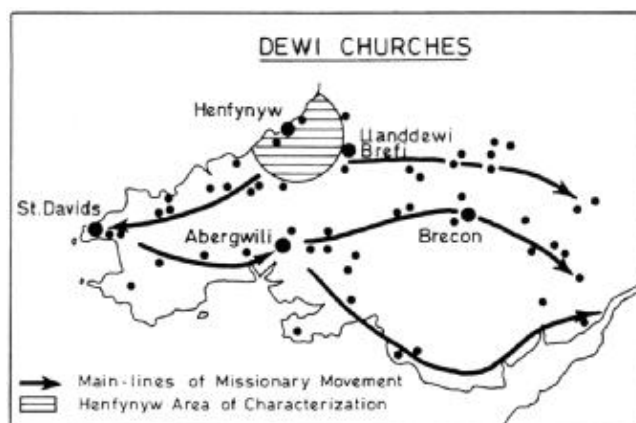 DEWI CHURCHES
Henfynyw
Llanddewi
Brefi
St. Davids
Abergwili
Brecon
Main-lines of Missionary Movement
Henfynyw Area of Characterization